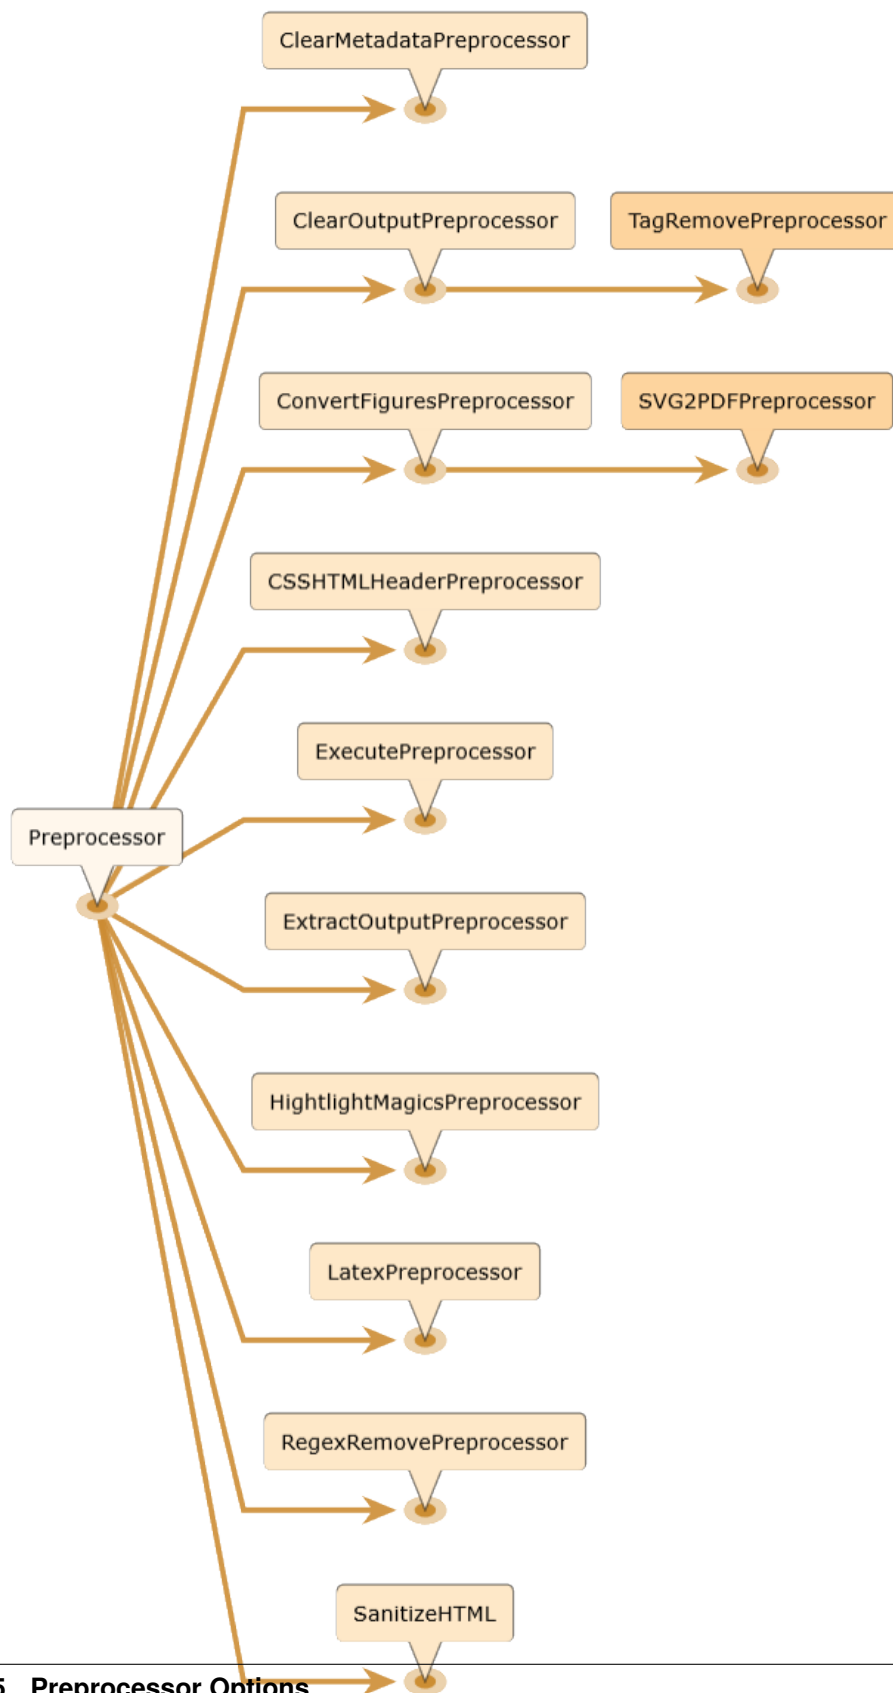 ClearMetadataPreprocessor
ClearOutputPreprocessor
TagRemovePreprocessor
ConvertFiguresPreprocessor
SVG2PDFPreprocessor
CSSHTMLHeaderPreprocessor
ExecutePreprocessor
Preprocessor
ExtractOutputPreprocessor
HightlightMagicsPreprocessor
LatexPreprocessor
RegexRemovePreprocessor
SanitizeHTML
Preprocessor Options